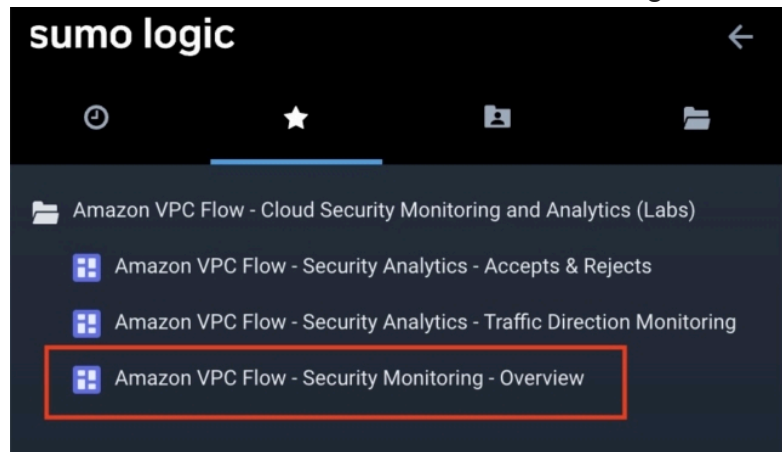 sumo logic
Amazon VPC Flow - Cloud Security Monitoring and Analytics (Labs)
Amazon VPC Flow - Security Analytics - Accepts & Rejects
Amazon VPC Flow - Security Analytics - Traffic Direction Monitoring
Amazon VPC Flow - Security Monitoring - Overview